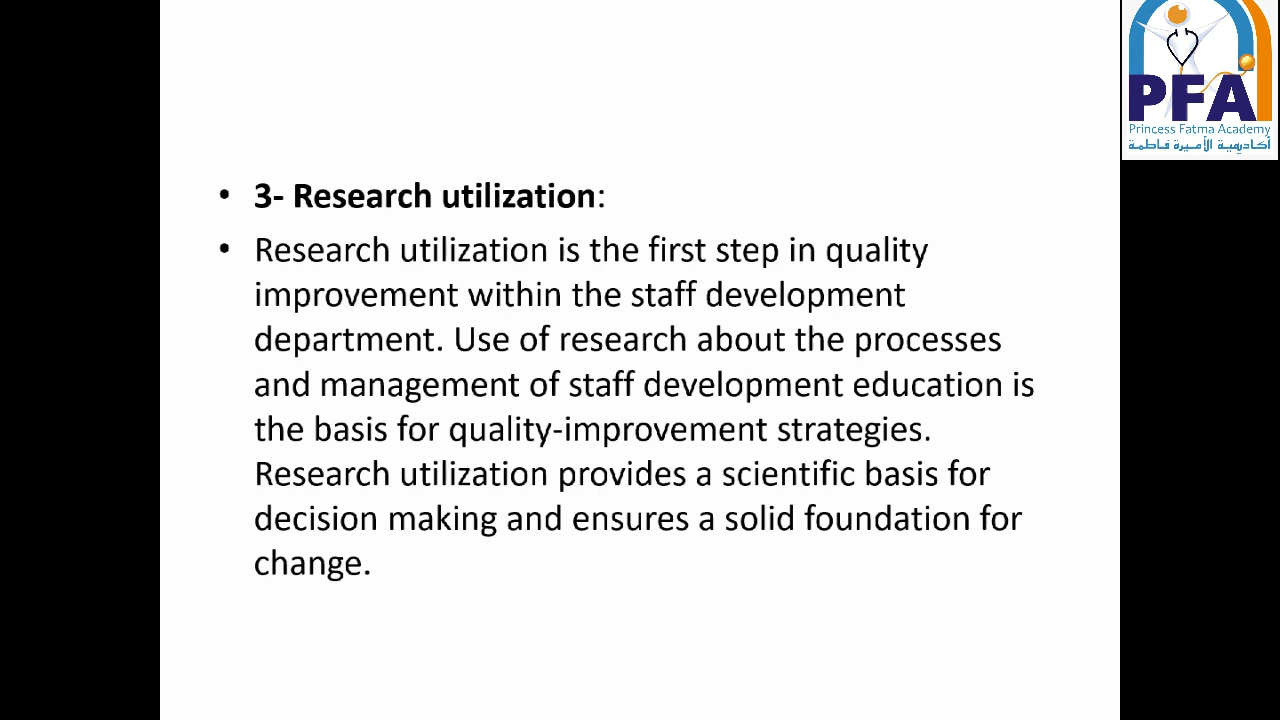 PFA
Princess Fatma Academy
أكاديمية الأميرة فاطمة
• 3- Research utilization:
• Research utilization is the first step in quality
improvement within the staff development
department. Use of research about the processes
and management of staff development education is
the basis for quality-improvement strategies.
Research utilization provides a scientific basis for
decision making and ensures a solid foundation for
change.